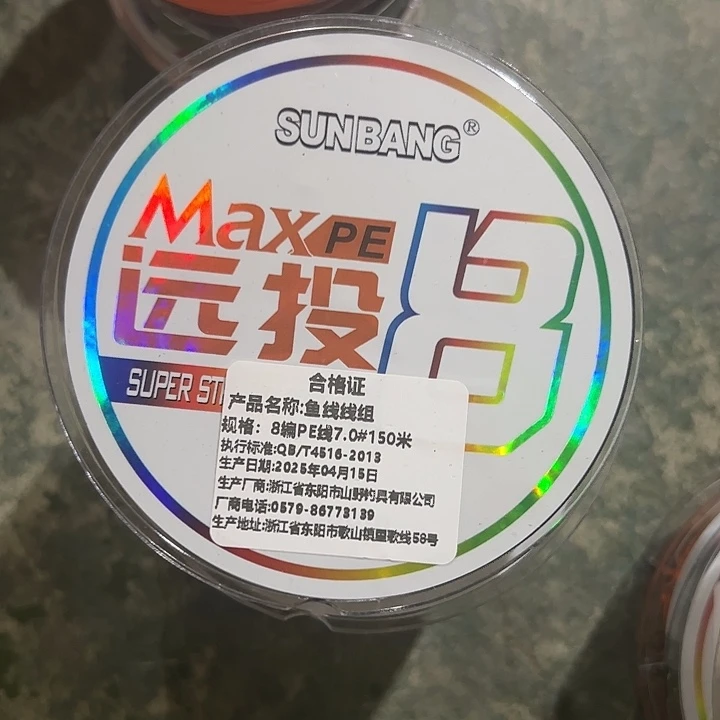 SUNBANG®
Max PE
远投 8
SUPER ST
合格证
产品名称:鱼线线组
规格: 8编PE线7.0#150米
执行标准:QB/T4516-2013
生产日期:2025年04月15日
生产厂商:浙江省东阳市山野钓具有限公司
厂商电话:0579-86773139
生产地址:浙江省东阳市歌山镇里歌线58号